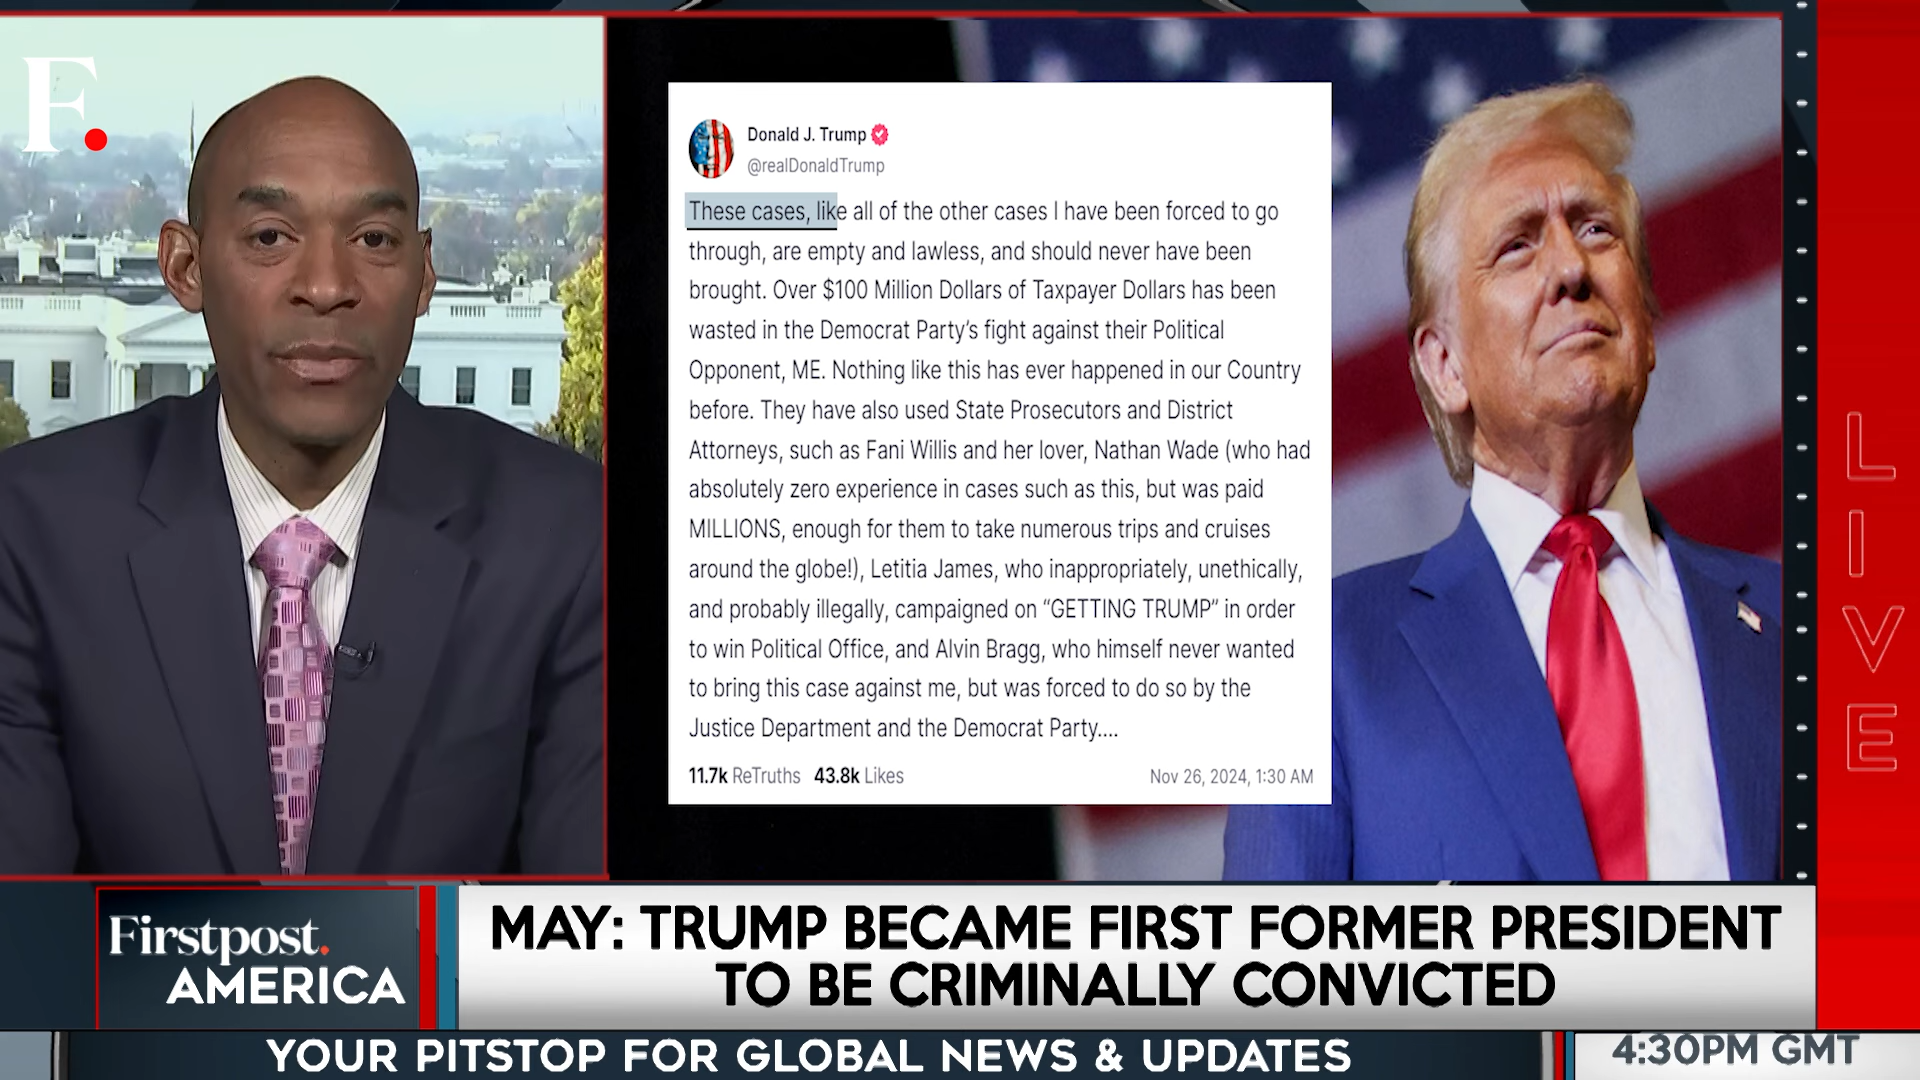 F.
Donald J. Trump
@realDonaldTrump
These cases, like all of the other cases I have been forced to go
through, are empty and lawless, and should never have been
brought. Over $100 Million Dollars of Taxpayer Dollars has been
wasted in the Democrat Party's fight against their Political
Opponent, ME. Nothing like this has ever happened in our Country
before. They have also used State Prosecutors and District
Attorneys, such as Fani Willis and her lover, Nathan Wade (who had
absolutely zero experience in cases such as this, but was paid
MILLIONS, enough for them to take numerous trips and cruises
around the globe!), Letitia James, who inappropriately, unethically,
and probably illegally, campaigned on “GETTING TRUMP” in order
to win Political Office, and Alvin Bragg, who himself never wanted
to bring this case against me, but was forced to do so by the
Justice Department and the Democrat Party....
11.7k ReTruths 43.8k Likes Nov 26, 2024, 1:30 AM
LIVE
Firstpost.
AMERICA
MAY: TRUMP BECAME FIRST FORMER PRESIDENT
TO BE CRIMINALLY CONVICTED
YOUR PITSTOP FOR GLOBAL NEWS & UPDATES
4:30PM GMT